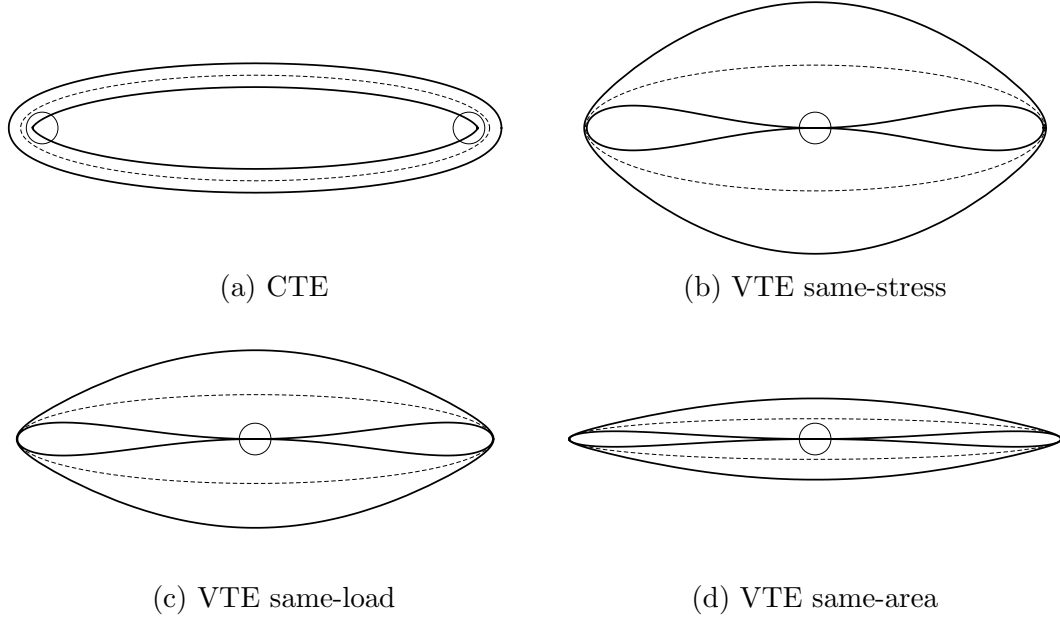 (a) CTE
(b) VTE same-stress
(c) VTE same-load
(d) VTE same-area